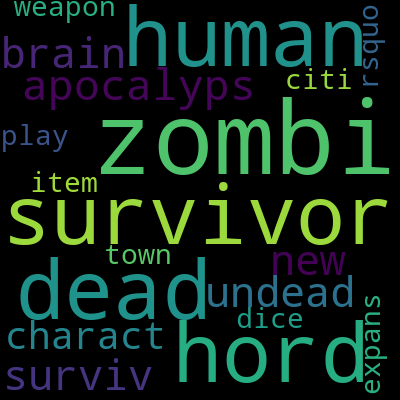 weapon
human
rsquo
brain
apocalyps
citi
zombi
play
item
survivor
town
new
dead
undead
dice
charact
hord
expans
surviv